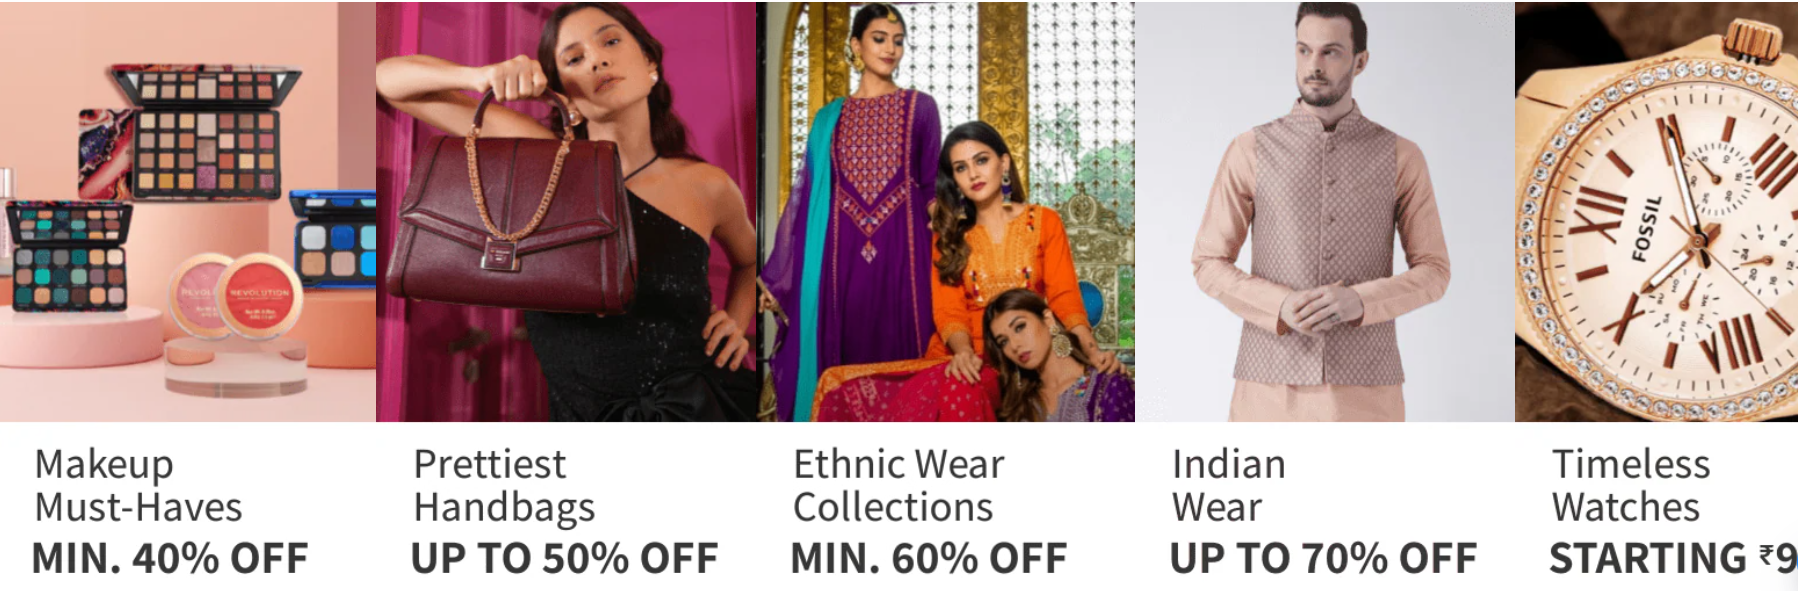 REVOLUTION
FOSSIL
Makeup
Must-Haves
MIN. 40% OFF
Prettiest
Handbags
UP TO 50% OFF
Ethnic Wear
Collections
MIN. 60% OFF
Indian
Wear
UP TO 70% OFF
Timeless
Watches
STARTING ₹9